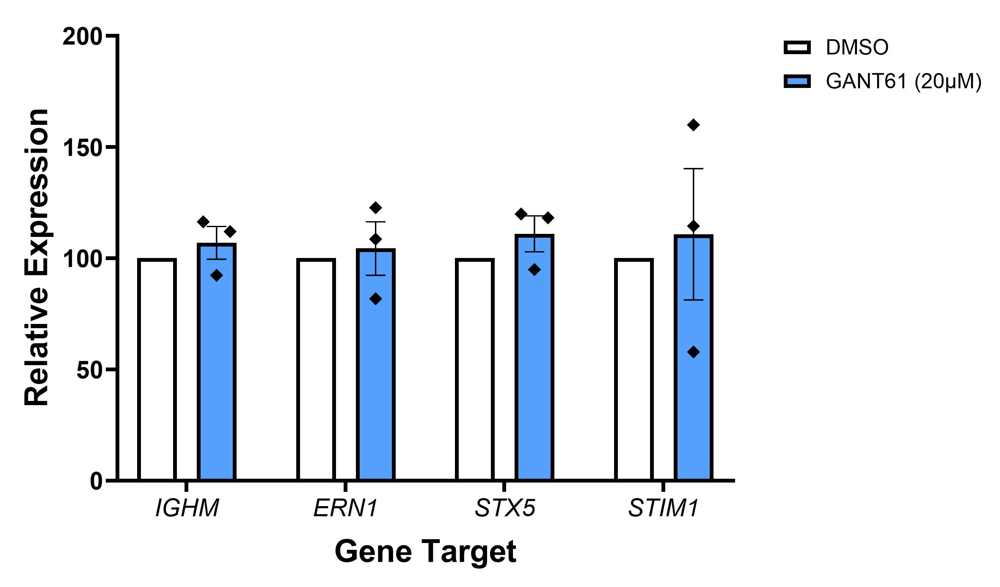 200
150
100
50
0
Relative Expression
IGHM
ERN1
STX5
STIM1
Gene Target
DMSO
GANT61 (20µM)